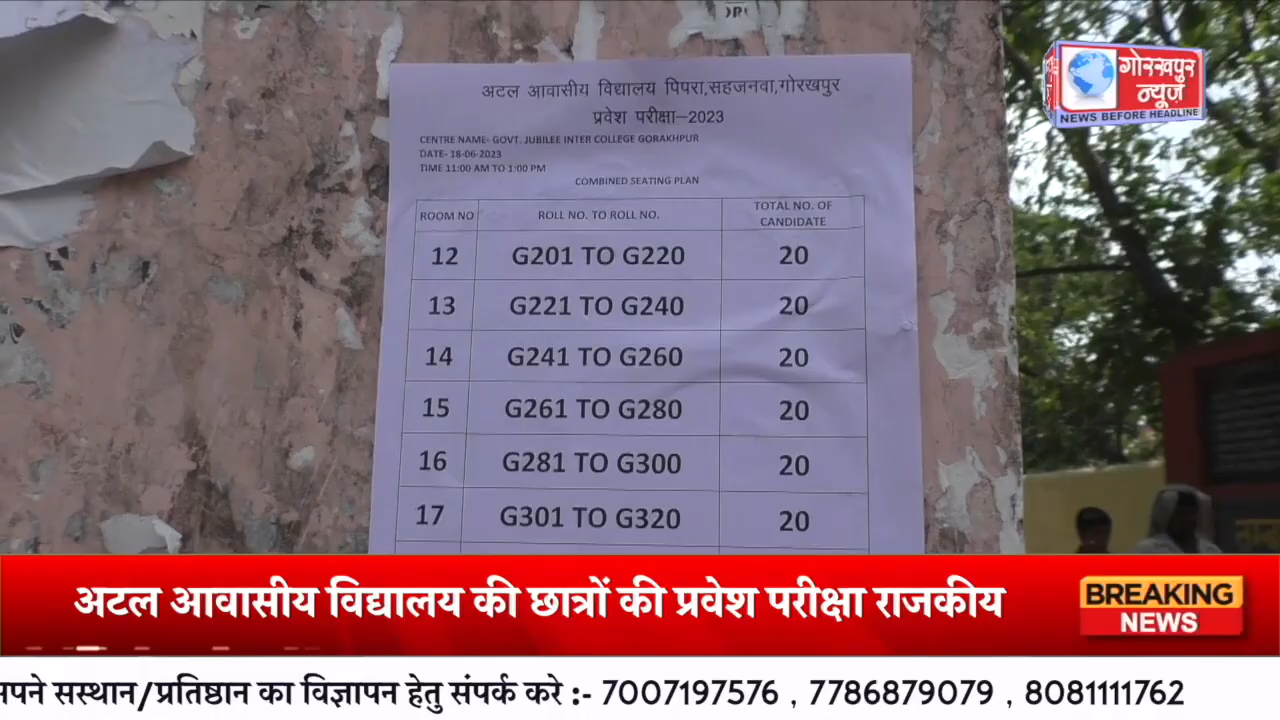 गोरखपुर
न्यूज़
NEWS BEFORE HEADLINE
अटल आवासीय विद्यालय पिपरा,सहजनवा,गोरखपुर
प्रवेश परीक्षा–2023
CENTRE NAME- GOVT. JUBILEE INTER COLLEGE GORAKHPUR
DATE- 18-06-2023
TIME 11:00 AM TO 1:00 PM
COMBINED SEATING PLAN
ROOM NO ROLL NO. TO ROLL NO. TOTAL NO. OF CANDIDATE
12 G201 TO G220 20
13 G221 TO G240 20
14 G241 TO G260 20
15 G261 TO G280 20
16 G281 TO G300 20
17 G301 TO G320 20
अटल आवासीय विद्यालय की छात्रों की प्रवेश परीक्षा राजकीय
BREAKING
NEWS
सस्थान/प्रतिष्ठान का विज्ञापन हेतु संपर्क करे :- 7007197576 , 7786879079 , 8081111762